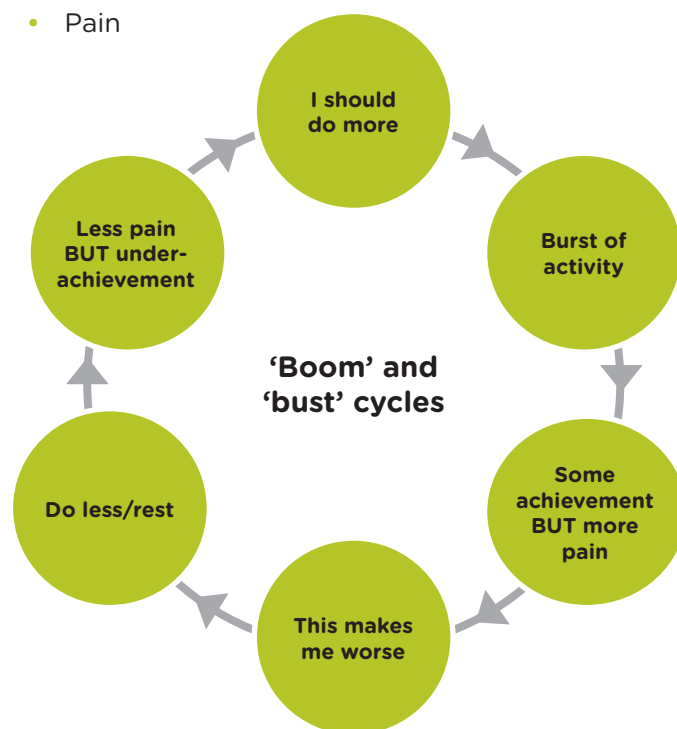 • Pain
I should
do more
Burst of
activity
Some
achievement
BUT more
pain
This makes
me worse
Do less/rest
Less pain
BUT under-
achievement
‘Boom’ and
‘bust’ cycles